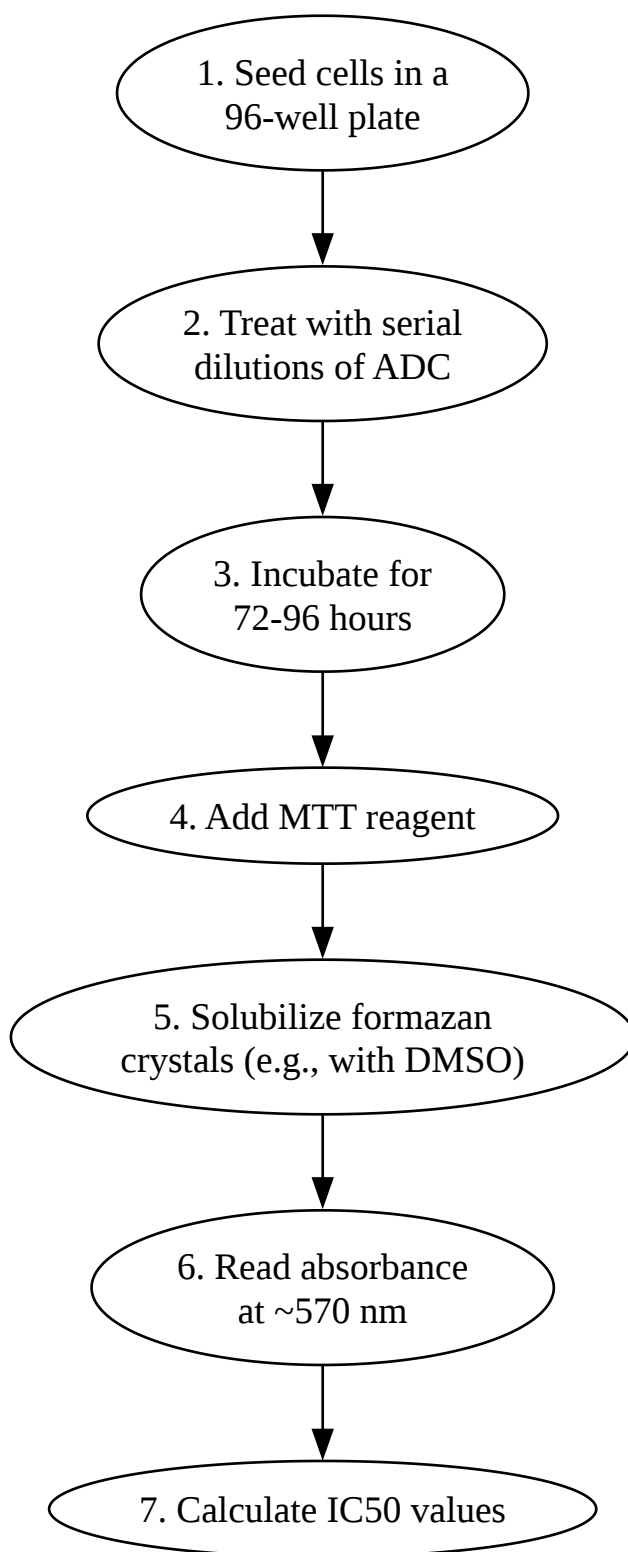 1. Seed cells in a
96-well plate
2. Treat with serial
dilutions of ADC
3. Incubate for
72-96 hours
4. Add MTT reagent
5. Solubilize formazan
crystals (e.g., with DMSO)
6. Read absorbance
at ~570 nm
7. Calculate IC50 values